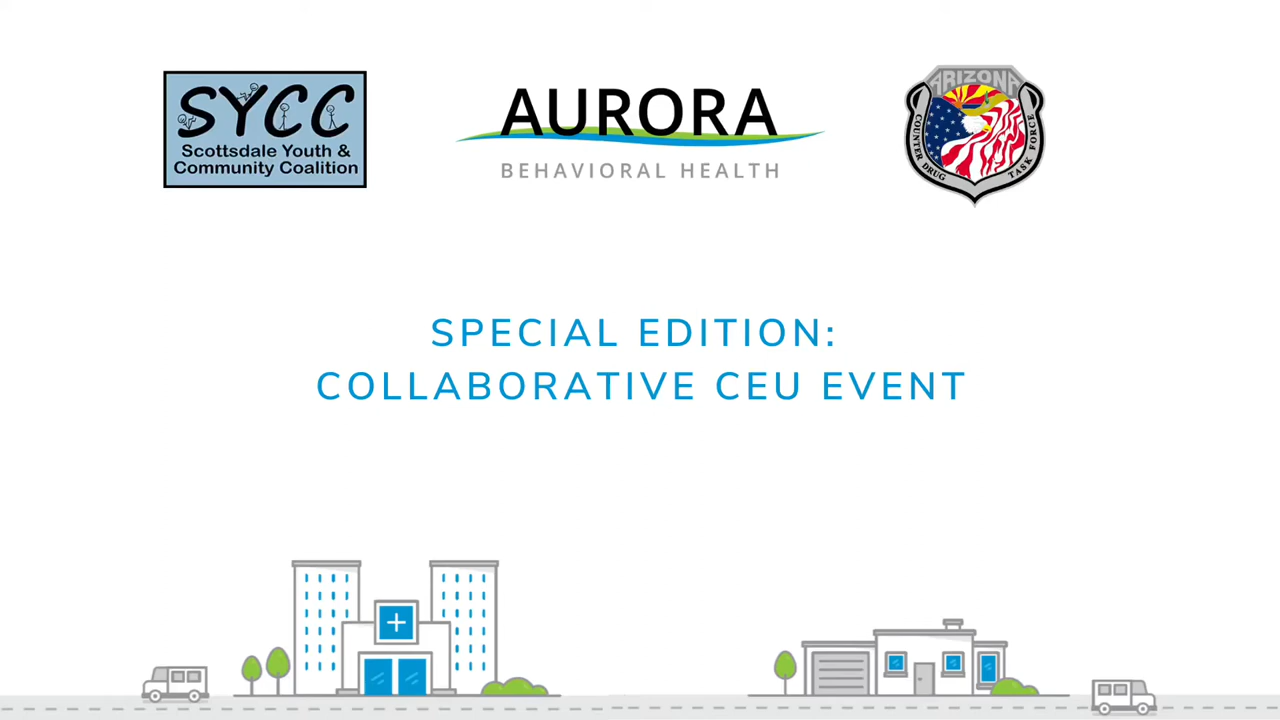 SYCC
Scottsdale Youth &
Community Coalition
AURORA
BEHAVIORAL HEALTH
ARIZONA
COUNTER DRUG TASK FORCE
SPECIAL EDITION:
COLLABORATIVE CEU EVENT